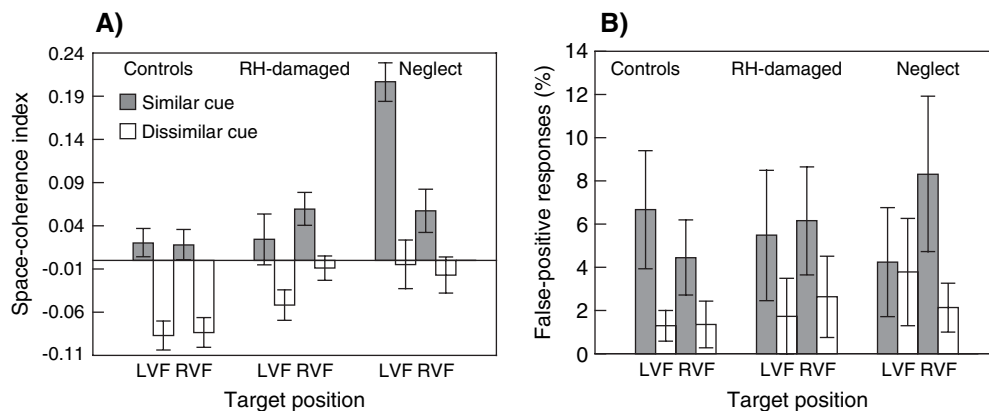 A)
Space-coherence index
0.24
0.19
0.14
0.09
0.04
-0.01
-0.06
-0.11
Controls RH-damaged Neglect
Similar cue
Dissimilar cue
LVF RVF LVF RVF LVF RVF
Target position
B)
False-positive responses (%)
14
12
10
8
6
4
2
0
Controls RH-damaged Neglect
LVF RVF LVF RVF LVF RVF
Target position